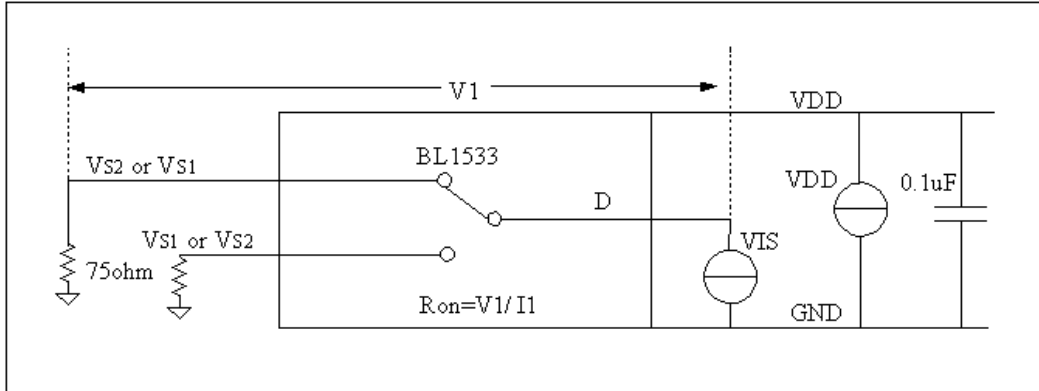 V1
VDD
VS2 or VS1
BL1533
VDD
0.1uF
D
VS1 or VS2
VIS
75ohm
Ron=V1/ I1
GND